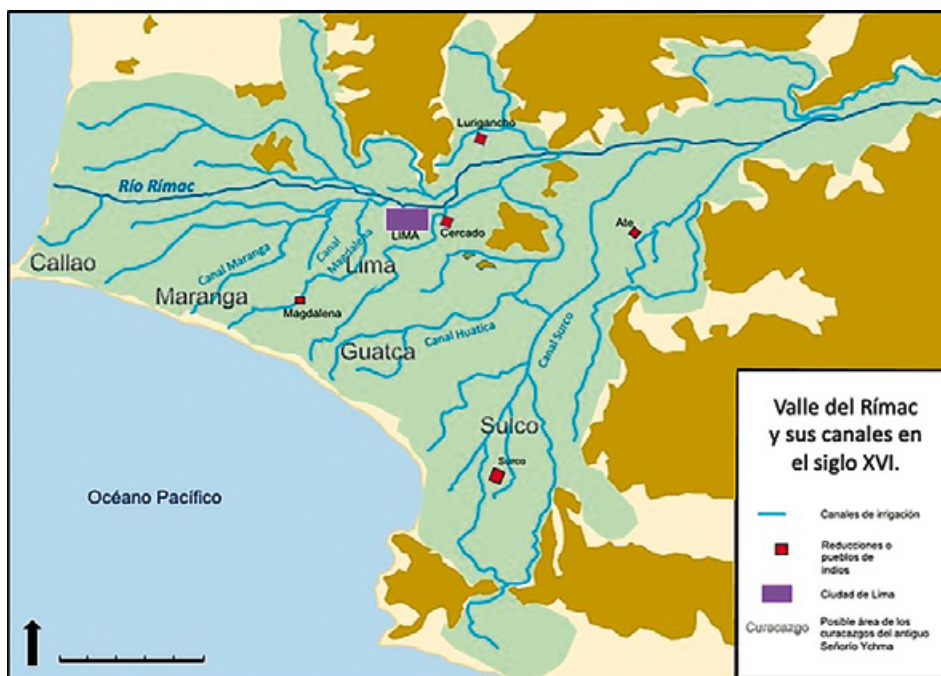 Lurigancho
Río Rímac
LIMA
Cercado
Ate
Canal Maranga
Canal
Magdalena
Lima
Callao
Maranga
Magdalena
Guatca
Canal Huatica
Canal Surco
Sulco
Surco
Océano Pacífico
Valle del Rímac
y sus canales en
el siglo XVI.
Canales de irrigación
Reducciones o
pueblos de
indios
Ciudad de Lima
Curacazgo
Posible área de los
curacazgos del antiguo
Señorío Ychma